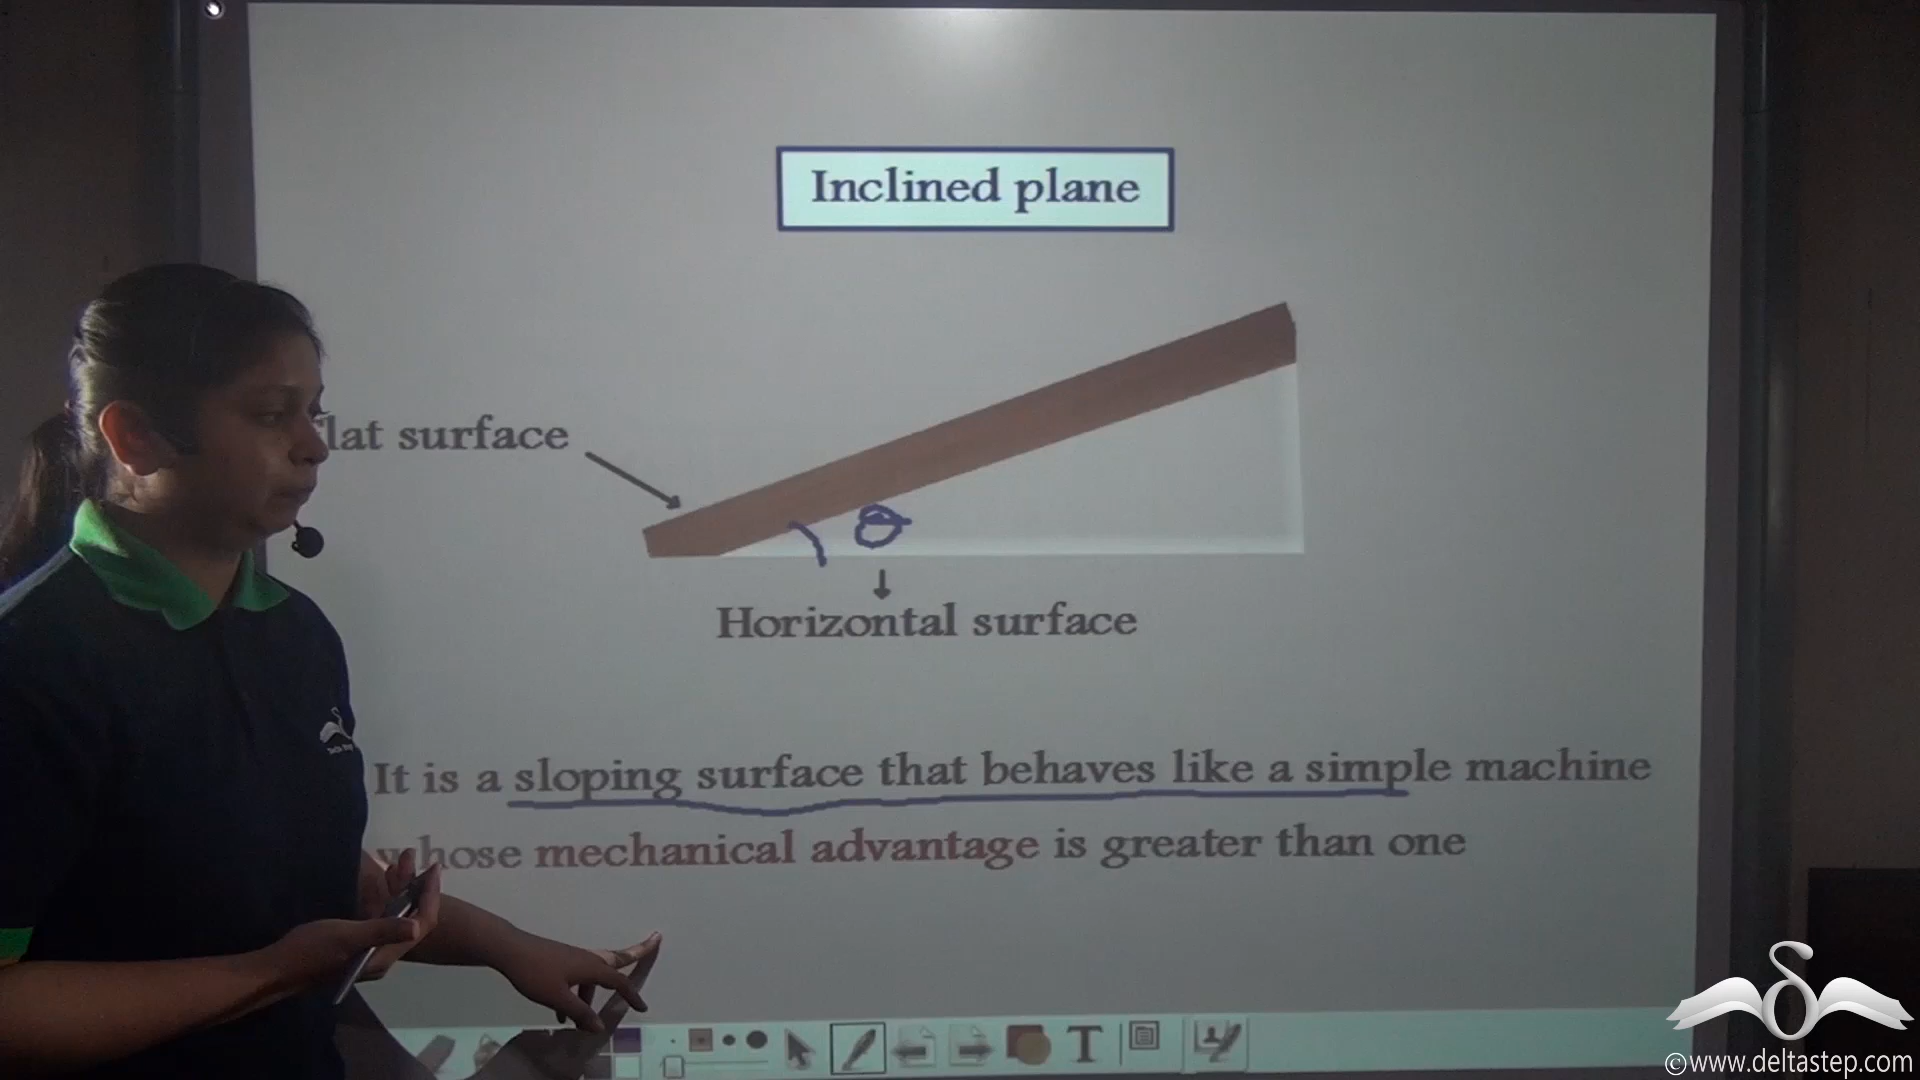 Inclined plane
lat surface
θ
Horizontal surface
It is a sloping surface that behaves like a simple machine
whose mechanical advantage is greater than one
T
©www.deltastep.com